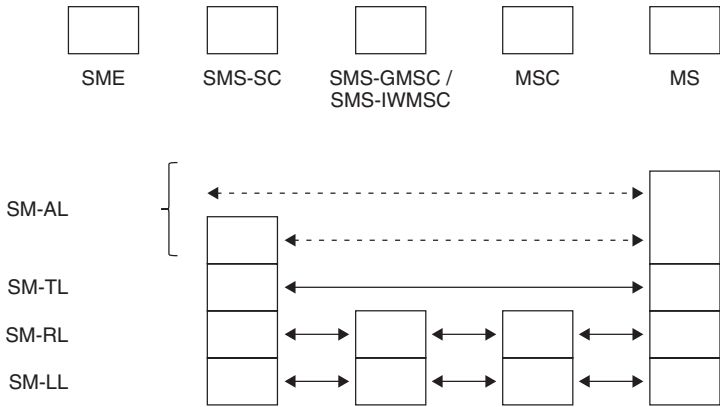 SME
SMS-SC
SMS-GMSC /
SMS-IWMSC
MSC
MS
SM-AL
SM-TL
SM-RL
SM-LL